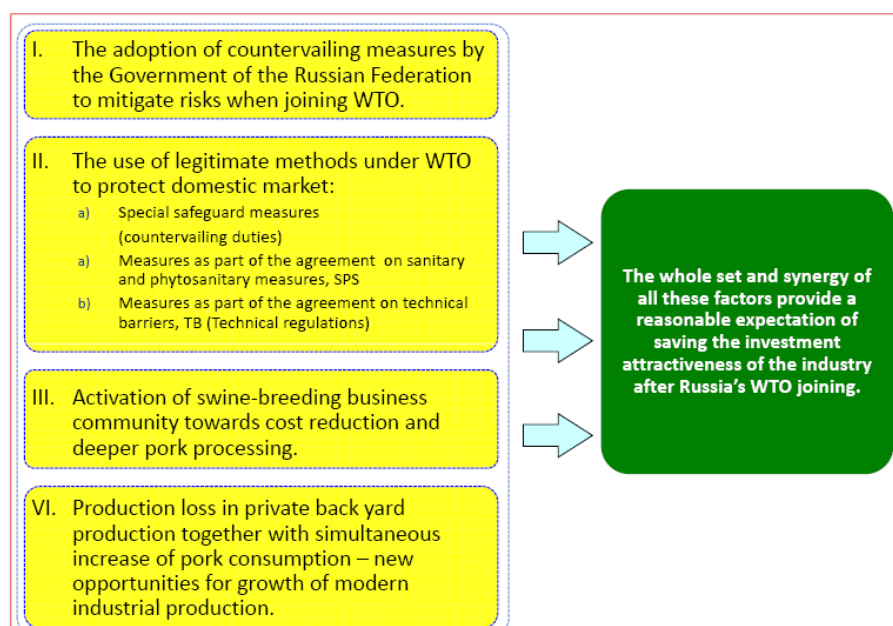 I. The adoption of countervailing measures by
the Government of the Russian Federation
to mitigate risks when joining WTO.
II. The use of legitimate methods under WTO
to protect domestic market:
a) Special safeguard measures
(countervailing duties)
a) Measures as part of the agreement on sanitary
and phytosanitary measures, SPS
b) Measures as part of the agreement on technical
barriers, TB (Technical regulations)
III. Activation of swine-breeding business
community towards cost reduction and
deeper pork processing.
VI. Production loss in private back yard
production together with simultaneous
increase of pork consumption – new
opportunities for growth of modern
industrial production.
The whole set and synergy of
all these factors provide a
reasonable expectation of
saving the investment
attractiveness of the industry
after Russia's WTO joining.